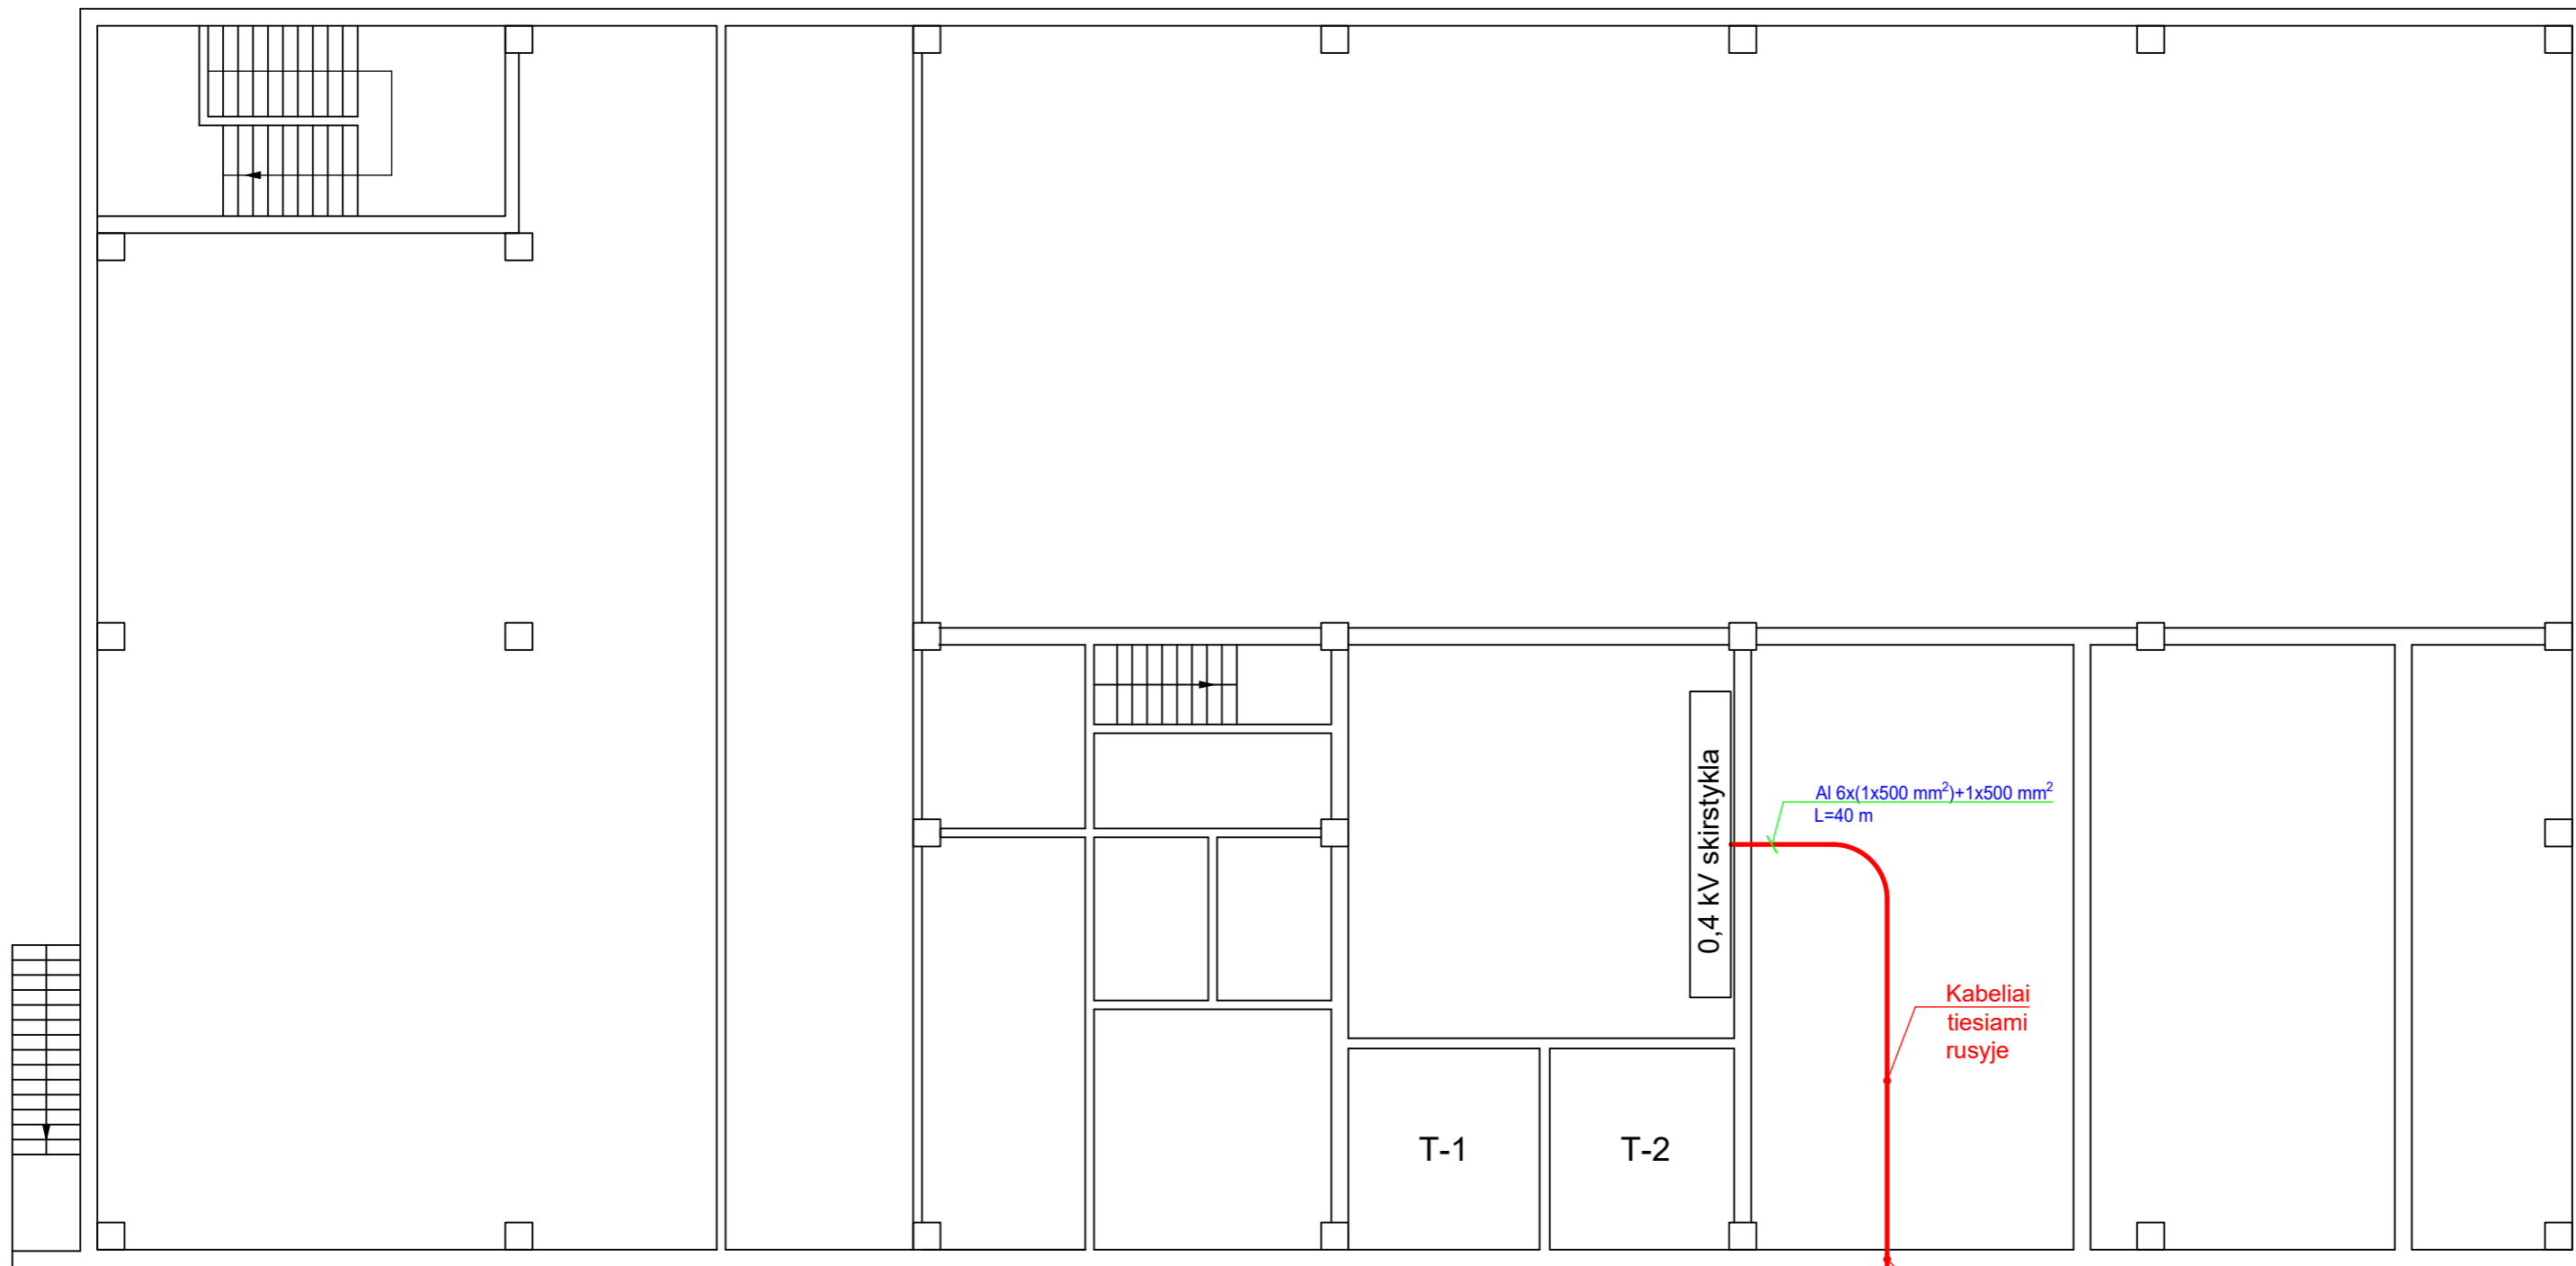 0,4 kV skirstykla
Al 6x(1x500 mm²)+1x500 mm²
L=40 m
Kabeliai
tiesiami
rusyje
T-1
T-2